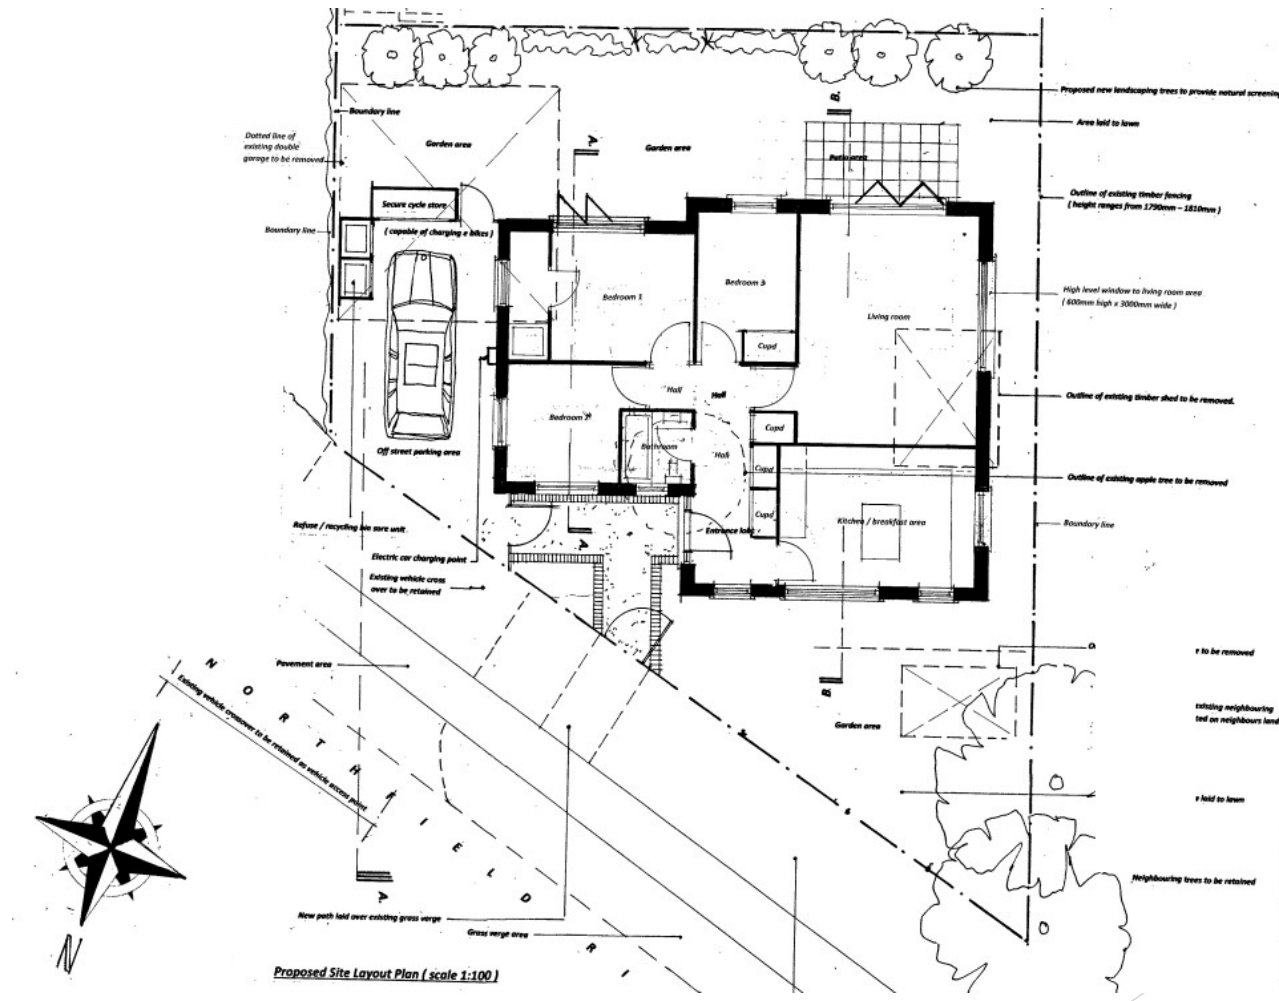 Proposed new landscaping trees to provide natural screening
B.
Boundary line
Area laid to lawn
Dotted line of
existing double
garage to be removed
Garden area
A.
Garden area
Patio area
Outline of existing timber fencing
( height ranges from 1790mm – 1810mm )
Secure cycle store
( capable of charging e bikes )
Boundary line
Bedroom 1
Bedroom 3
High level window to living room area
( 600mm high x 3000mm wide )
Living room
Cupd
Hall
Hall
Outline of existing timber shed to be removed.
Bedroom 2
Cupd
Off street parking area
Bathroom
Hall
Cupd
Outline of existing apple tree to be removed
Cupd
Kitchen / breakfast area
Boundary line
Refuse / recycling bin sore unit
Entrance
A.
Electric car charging point
Existing vehicle cross
over to be retained
Pavement area
e to be removed
B.
existing neighbouring
ted on neighbours land
Garden area
Existing vehicle crossover to be retained as vehicle access point
NORTHFIELD RI
e laid to lawn
Neighbouring trees to be retained
A.
New path laid over existing grass verge
Grass verge area
N
Proposed Site Layout Plan ( scale 1:100 )